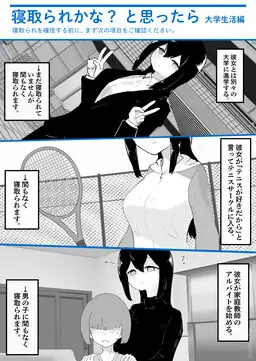 寝取られかな？と思ったら 大学生活編
寝取られを確信する前に、まず次の項目をご確認ください。
彼女とは別々の
大学に進学する。
→まだ寝取られて
いませんが
間もなく
寝取られます。
彼女が「テニスが好きだから」と
言ってテニスサークルに入る。
→間もなく
寝取られます。
彼女が家庭教師の
アルバイトを始める。
→男の子に間もなく
寝取られます。